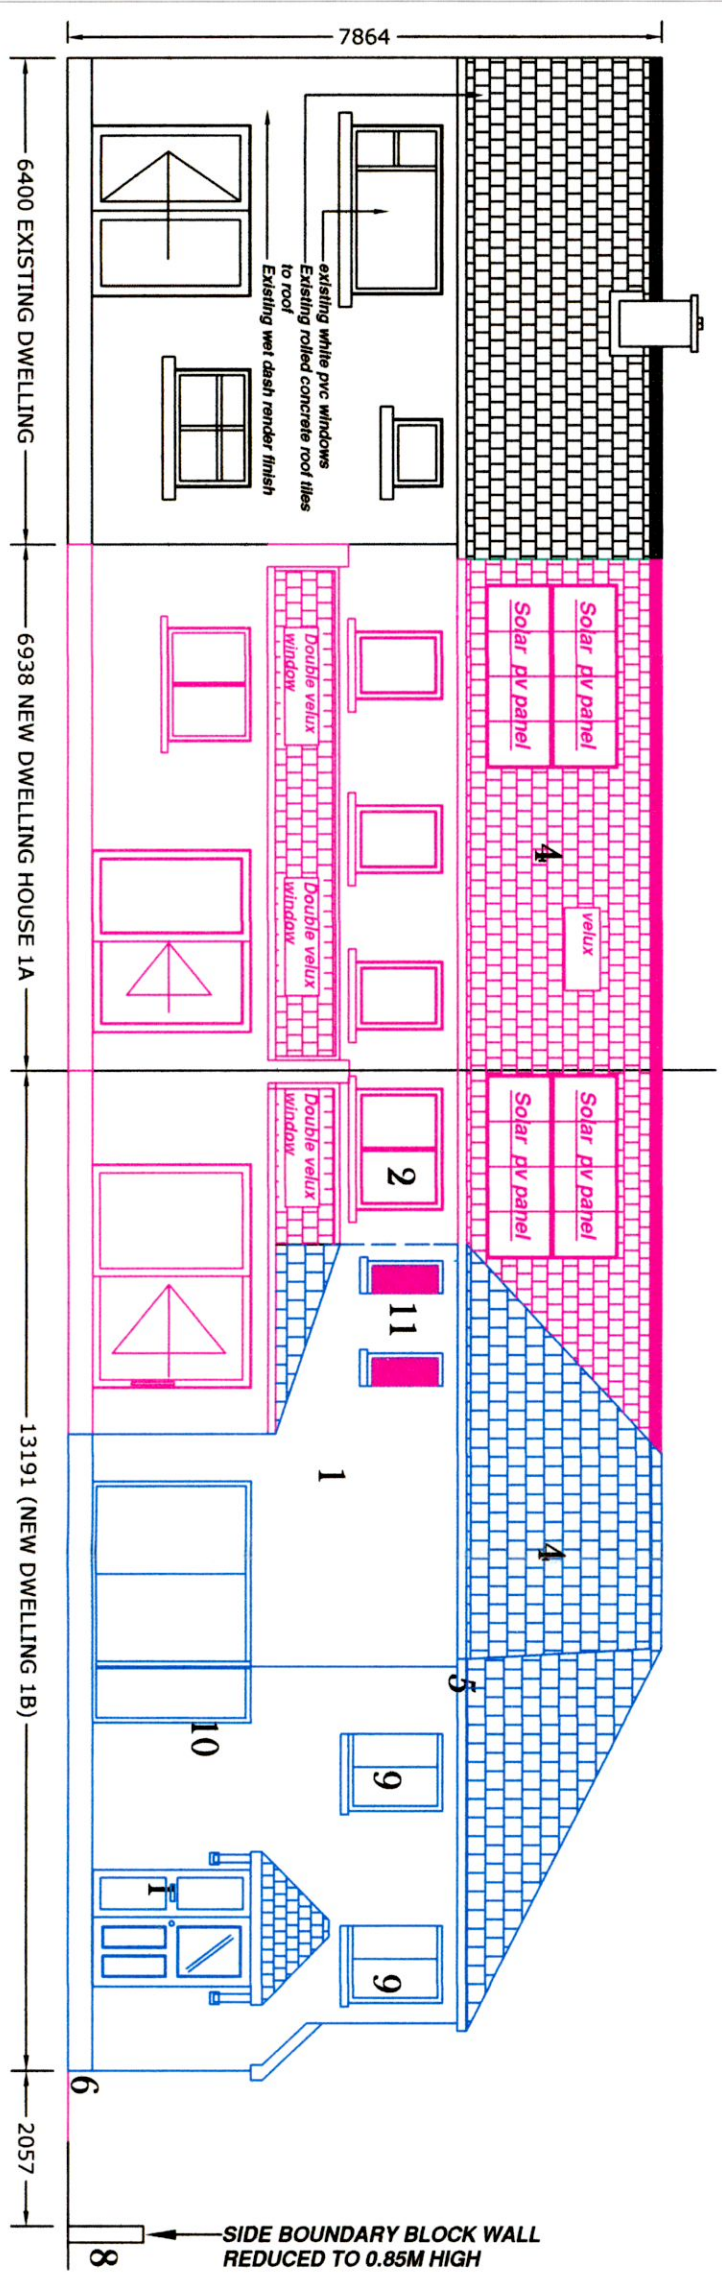 7864
existing white pvc windows
Existing rolled concrete roof tiles
to roof
Existing wet dash render finish
Solar pv panel
Solar pv panel
4
velux
Solar pv panel
Solar pv panel
4
Double velux
window
Double velux
window
Double velux
window
2
11
1
5
9
9
10
1
6
8
SIDE BOUNDARY BLOCK WALL
REDUCED TO 0.85M HIGH
6400 EXISTING DWELLING
6938 NEW DWELLING HOUSE 1A
13191 (NEW DWELLING 1B)
2057